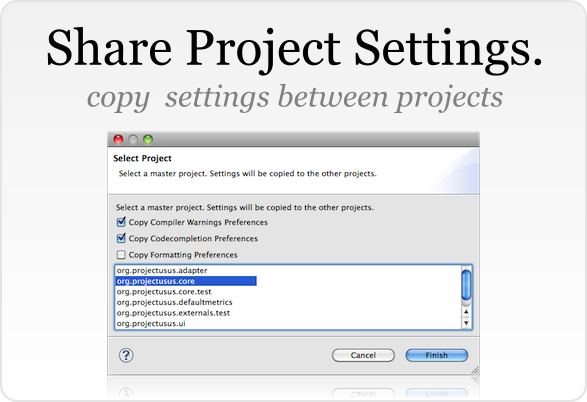 Share Project Settings.
copy settings between projects
Select Project
Select a master project. Settings will be copied to the other projects.
Select a master project. Settings will be copied to the other projects.
Copy Compiler Warnings Preferences
Copy Codecompletion Preferences
Copy Formatting Preferences
org.projectusus.adapter
org.projectusus.core
org.projectusus.core.test
org.projectusus.defaultmetrics
org.projectusus.externals.test
org.projectusus.ui
? Cancel Finish